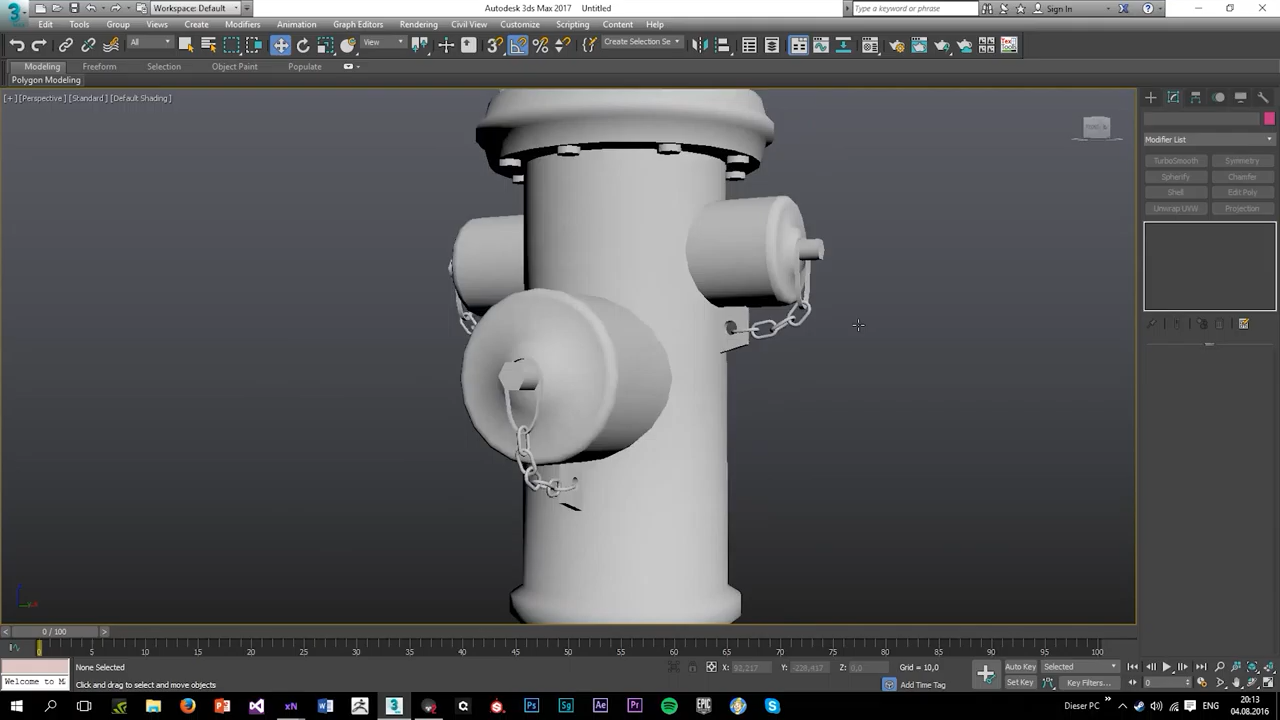 Autodesk 3ds Max 2017 Untitled
Workspace: Default
Type a keyword or phrase
Sign In
Edit Tools Group Views Create Modifiers Animation Graph Editors Rendering Civil View Customize Scripting Content Help
All View Create Selection Se
Modeling Freeform Selection Object Paint Populate
Polygon Modeling
[+] [Perspective] [Standard] [Default Shading]
Modifier List
TurboSmooth Symmetry
Spherify Chamfer
Shell Edit Poly
Unwrap UVW Projection
0 / 100
0 5 10 15 20 25 30 35 40 45 50 55 60 65 70 75 80 85 90 95 100
None Selected X: 92,217 Y: -228,417 Z: 0,0 Grid = 10,0 Auto Key Selected
Welcome to M Click and drag to select and move objects Add Time Tag Set Key Key Filters... 0
Dieser PC ENG 20:13
04.08.2016